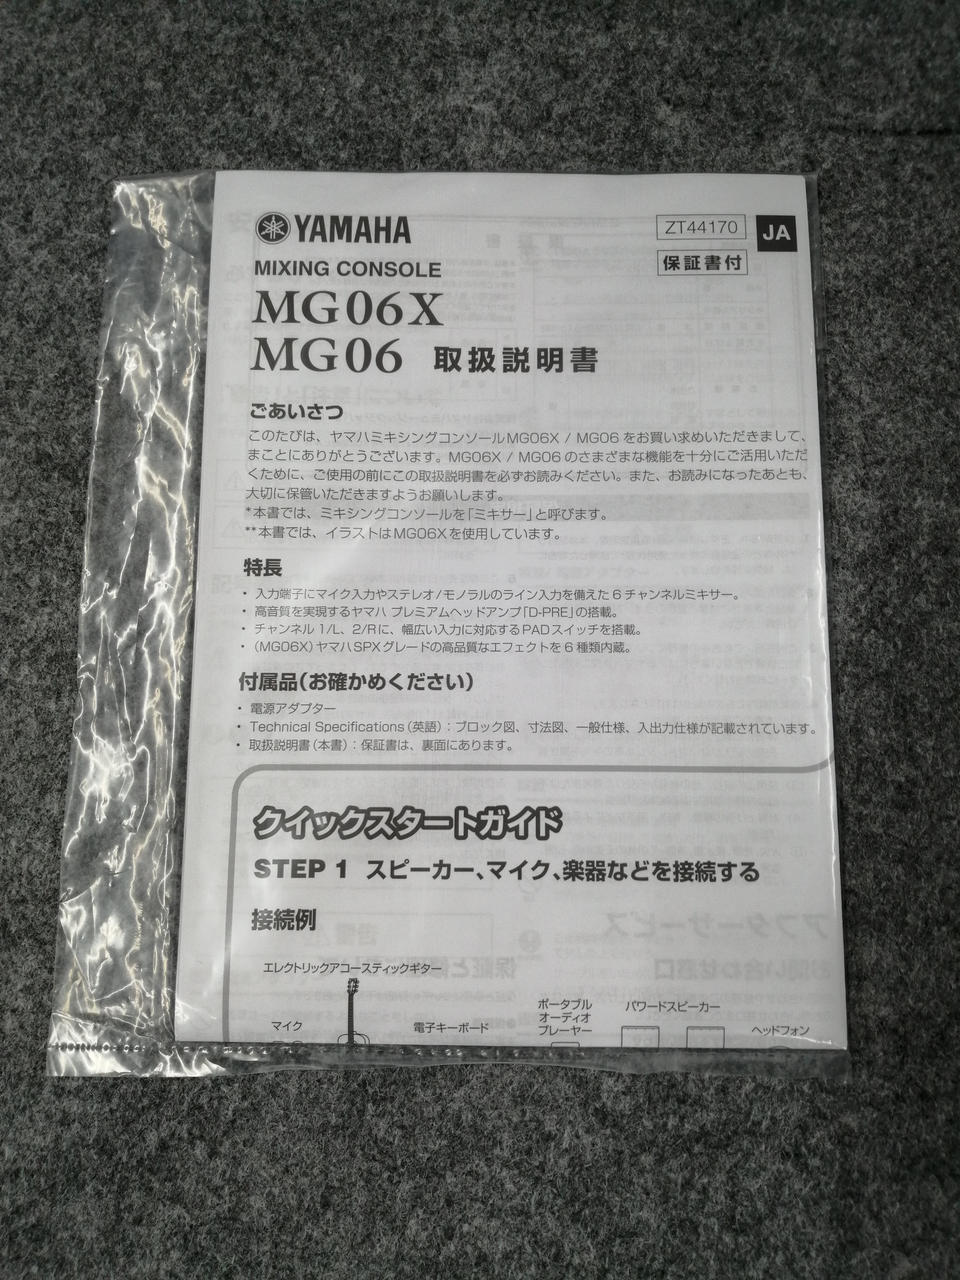 YAMAHA
ZT44170
JA
保証書付
MIXING CONSOLE
MG06X
MG06 取扱説明書
ごあいさつ
このたびは、ヤマハミキシングコンソールMG06X / MG06 をお買い求めいただきまして、
まことにありがとうございます。MG06X / MG06 のさまざまな機能を十分にご活用いただ
くために、ご使用の前にこの取扱説明書を必ずお読みください。また、お読みになったあとも、
大切に保管いただきますようお願いします。
*本書では、ミキシングコンソールを「ミキサー」と呼びます。
**本書では、イラストはMG06Xを使用しています。
特長
・ 入力端子にマイク入力やステレオ/モノラルのライン入力を備えた6チャンネルミキサー。
・ 高音質を実現するヤマハ プレミアムヘッドアンプ「D-PRE」の搭載。
・ チャンネル 1/L、2/Rに、幅広い入力に対応するPADスイッチを搭載。
・ (MG06X)ヤマハSPXグレードの高品質なエフェクトを6種類内蔵。
付属品(お確かめください)
・ 電源アダプター
・ Technical Specifications(英語):ブロック図、寸法図、一般仕様、入出力仕様が記載されています。
・ 取扱説明書(本書):保証書は、裏面にあります。
クイックスタートガイド
STEP 1 スピーカー、マイク、楽器などを接続する
接続例
エレクトリックアコースティックギター
マイク
電子キーボード
ポータブル
オーディオ
プレーヤー
パワードスピーカー
ヘッドフォン